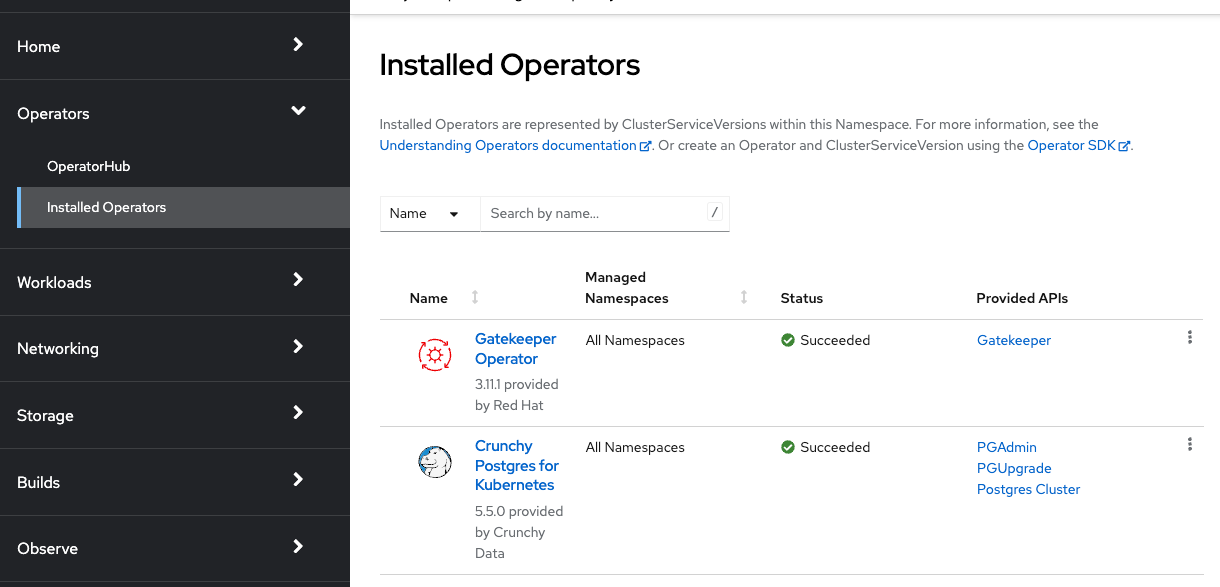 Home
Operators
OperatorHub
Installed Operators
Workloads
Networking
Storage
Builds
Observe
Installed Operators
Installed Operators are represented by ClusterServiceVersions within this Namespace. For more information, see the
Understanding Operators documentation. Or create an Operator and ClusterServiceVersion using the Operator SDK.
Name
Search by name...
/
Name
Managed
Namespaces
Status
Provided APIs
Gatekeeper
Operator
3.11.1 provided
by Red Hat
All Namespaces
Succeeded
Gatekeeper
Crunchy
Postgres for
Kubernetes
5.5.0 provided
by Crunchy
Data
All Namespaces
Succeeded
PGAdmin
PGUpgrade
Postgres Cluster